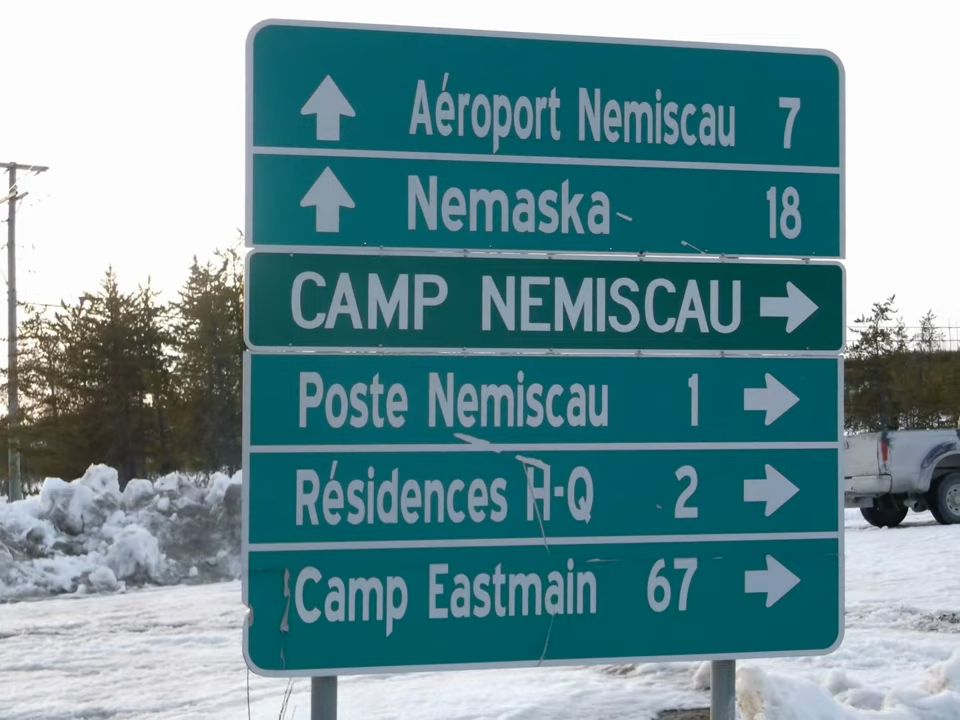 Aéroport Nemiscau 7
Nemaska 18
CAMP NEMISCAU
Poste Nemiscau 1
Résidences H-Q 2
Camp Eastmain 67